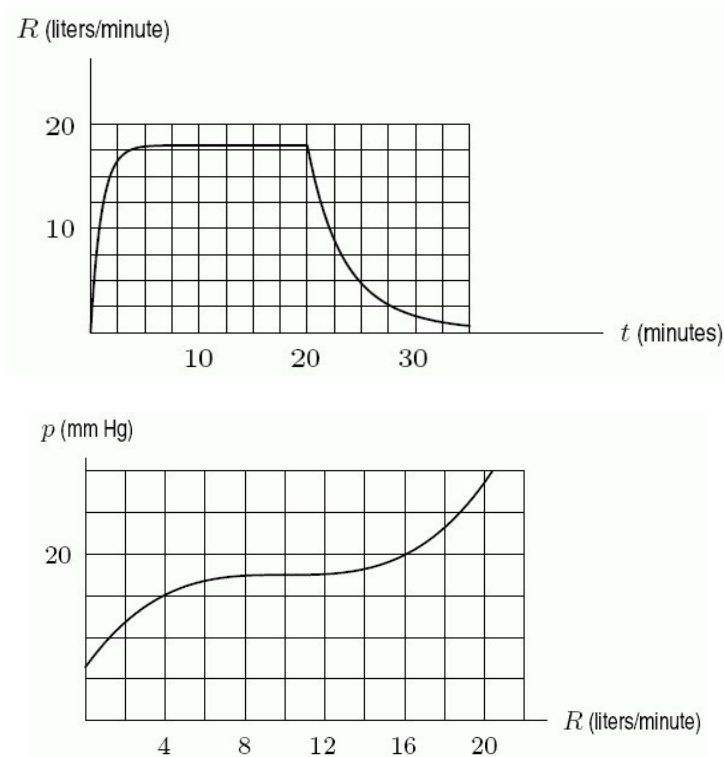 R (liters/minute)
20
10
t (minutes)
10 20 30
p (mm Hg)
20
R (liters/minute)
4 8 12 16 20